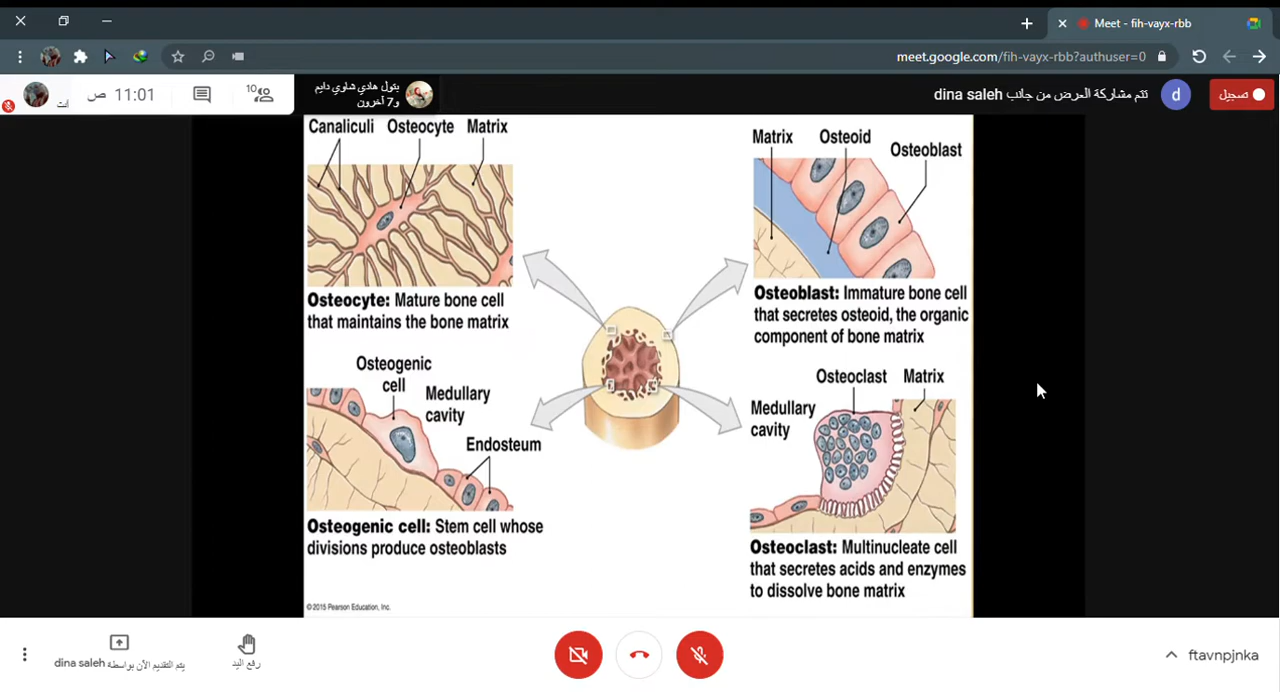 Meet - fih-vayx-rbb
meet.google.com/fih-vayx-rbb?authuser=0
أنت
11:01 ص
10
بتول هادي شاوي دايم
و7 آخرون
تتم مشاركة العرض من جانب dina saleh
d
تسجيل
Canaliculi Osteocyte Matrix
Osteocyte: Mature bone cell
that maintains the bone matrix
Matrix Osteoid Osteoblast
Osteoblast: Immature bone cell
that secretes osteoid, the organic
component of bone matrix
Osteogenic
cell
Medullary
cavity
Endosteum
Osteogenic cell: Stem cell whose
divisions produce osteoblasts
Osteoclast Matrix
Medullary
cavity
Osteoclast: Multinucleate cell
that secretes acids and enzymes
to dissolve bone matrix
©2015 Pearson Education, Inc.
يتم التقديم الآن بواسطة dina saleh
رفع اليد
ftavnpjnka